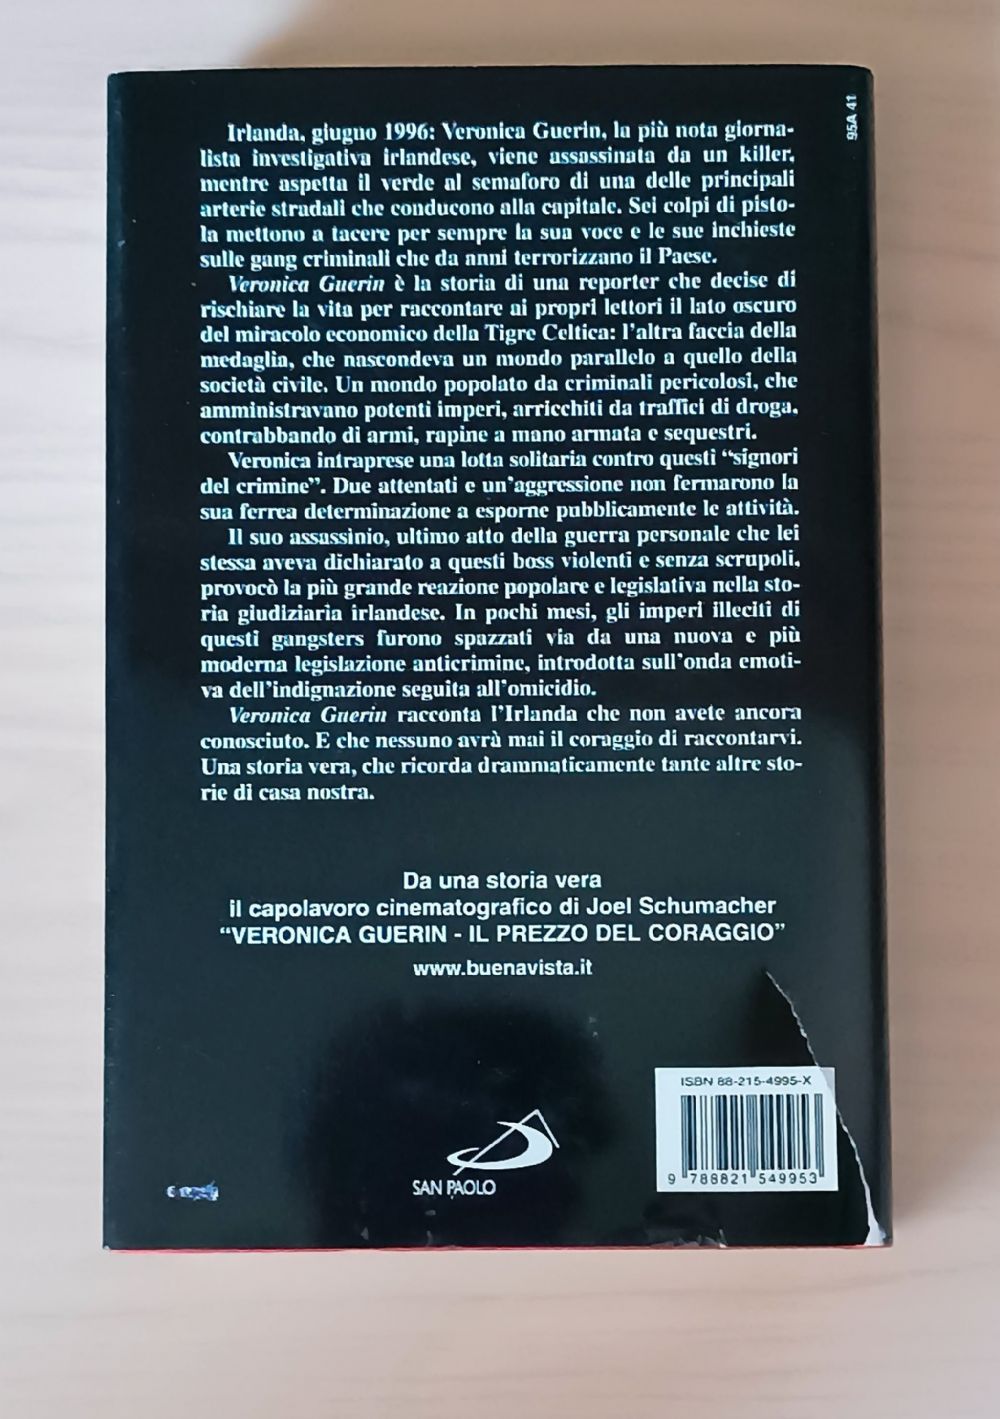 95A 41
Irlanda, giugno 1996: Veronica Guerin, la più nota giorna-
lista investigativa irlandese, viene assassinata da un killer,
mentre aspetta il verde al semaforo di una delle principali
arterie stradali che conducono alla capitale. Sei colpi di pisto-
la mettono a tacere per sempre la sua voce e le sue inchieste
sulle gang criminali che da anni terrorizzano il Paese.
Veronica Guerin è la storia di una reporter che decise di
rischiare la vita per raccontare ai propri lettori il lato oscuro
del miracolo economico della Tigre Celtica: l'altra faccia della
medaglia, che nascondeva un mondo parallelo a quello della
società civile. Un mondo popolato da criminali pericolosi, che
amministravano potenti imperi, arricchiti da traffici di droga,
contrabbando di armi, rapine a mano armata e sequestri.
Veronica intraprese una lotta solitaria contro questi “signori
del crimine”. Due attentati e un'aggressione non fermarono la
sua ferrea determinazione a esporne pubblicamente le attività.
Il suo assassinio, ultimo atto della guerra personale che lei
stessa aveva dichiarato a questi boss violenti e senza scrupoli,
provocò la più grande reazione popolare e legislativa nella sto-
ria giudiziaria irlandese. In pochi mesi, gli imperi illeciti di
questi gangsters furono spazzati via da una nuova e più
moderna legislazione anticrimine, introdotta sull'onda emoti-
va dell'indignazione seguita all'omicidio.
Veronica Guerin racconta l'Irlanda che non avete ancora
conosciuto. E che nessuno avrà mai il coraggio di raccontarvi.
Una storia vera, che ricorda drammaticamente tante altre sto-
rie di casa nostra.
Da una storia vera
il capolavoro cinematografico di Joel Schumacher
“VERONICA GUERIN - IL PREZZO DEL CORAGGIO”
www.buenavista.it
ISBN 88-215-4995-X
9 788821 549953
SAN PAOLO